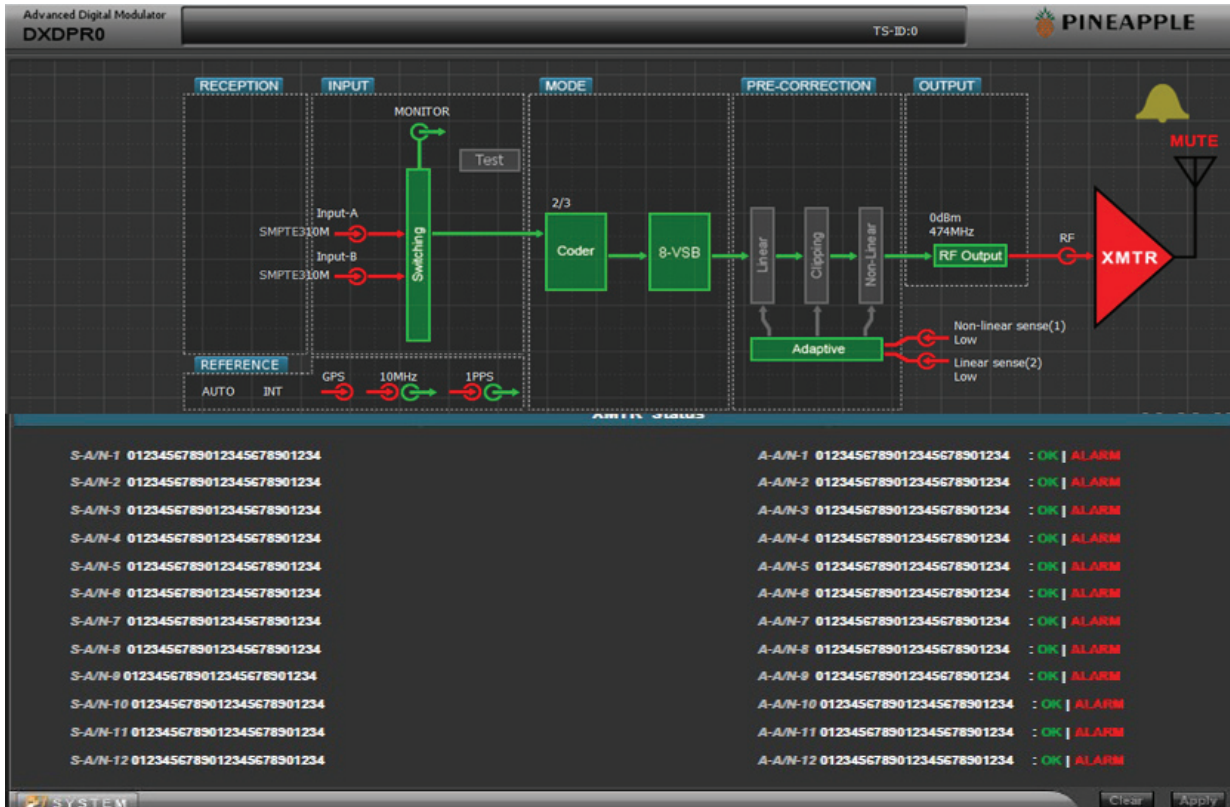 Advanced Digital Modulator
DXDPR0
TS-ID:0
PINEAPPLE
RECEPTION
INPUT
MODE
PRE-CORRECTION
OUTPUT
MONITOR
Test
MUTE
2/3
Input-A
SMPTE310M
Input-B
SMPTE310M
Switching
Coder
8-VSB
Linear
Clipping
Non-Linear
0dBm
474MHz
RF Output
RF
XMTR
Adaptive
Non-linear sense(1)
Low
Linear sense(2)
Low
REFERENCE
AUTO INT
GPS 10MHz 1PPS
XMTR Status
S-A/N-1 0123456789012345678901234
A-A/N-1 0123456789012345678901234 : OK | ALARM
S-A/N-2 0123456789012345678901234
A-A/N-2 0123456789012345678901234 : OK | ALARM
S-A/N-3 0123456789012345678901234
A-A/N-3 0123456789012345678901234 : OK | ALARM
S-A/N-4 0123456789012345678901234
A-A/N-4 0123456789012345678901234 : OK | ALARM
S-A/N-5 0123456789012345678901234
A-A/N-5 0123456789012345678901234 : OK | ALARM
S-A/N-6 0123456789012345678901234
A-A/N-6 0123456789012345678901234 : OK | ALARM
S-A/N-7 0123456789012345678901234
A-A/N-7 0123456789012345678901234 : OK | ALARM
S-A/N-8 0123456789012345678901234
A-A/N-8 0123456789012345678901234 : OK | ALARM
S-A/N-9 0123456789012345678901234
A-A/N-9 0123456789012345678901234 : OK | ALARM
S-A/N-10 0123456789012345678901234
A-A/N-10 0123456789012345678901234 : OK | ALARM
S-A/N-11 0123456789012345678901234
A-A/N-11 0123456789012345678901234 : OK | ALARM
S-A/N-12 0123456789012345678901234
A-A/N-12 0123456789012345678901234 : OK | ALARM
SYSTEM
Clear
Apply